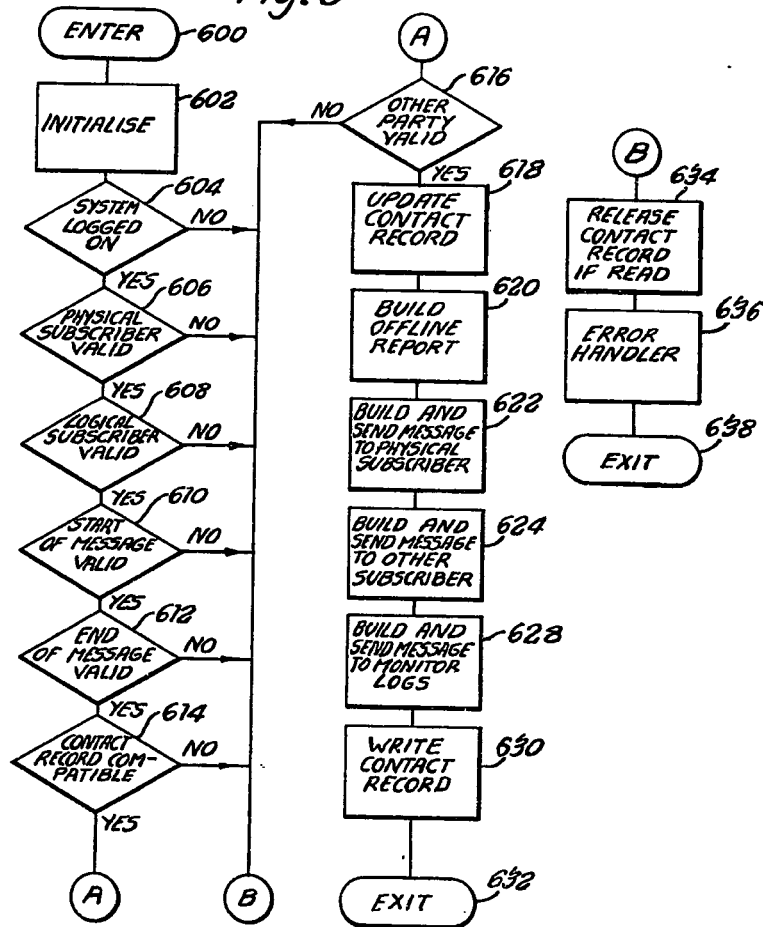 ENTER
600
602
INITIALISE
604
SYSTEM
LOGGED
ON
NO
YES
606
PHYSICAL
SUBSCRIBER
VALID
NO
YES
608
LOGICAL
SUBSCRIBER
VALID
NO
YES
610
START
OF MESSAGE
VALID
NO
YES
612
END
OF MESSAGE
VALID
NO
YES
614
CONTACT
RECORD COM-
PATIBLE
NO
YES
A
B
A
616
OTHER
PARTY
VALID
NO
YES
618
UPDATE
CONTACT
RECORD
620
BUILD
OFFLINE
REPORT
622
BUILD AND
SEND MESSAGE
TO PHYSICAL
SUBSCRIBER
624
BUILD AND
SEND MESSAGE
TO OTHER
SUBSCRIBER
628
BUILD AND
SEND MESSAGE
TO MONITOR
LOGS
630
WRITE
CONTACT
RECORD
632
EXIT
B
634
RELEASE
CONTACT
RECORD
IF READ
636
ERROR
HANDLER
638
EXIT